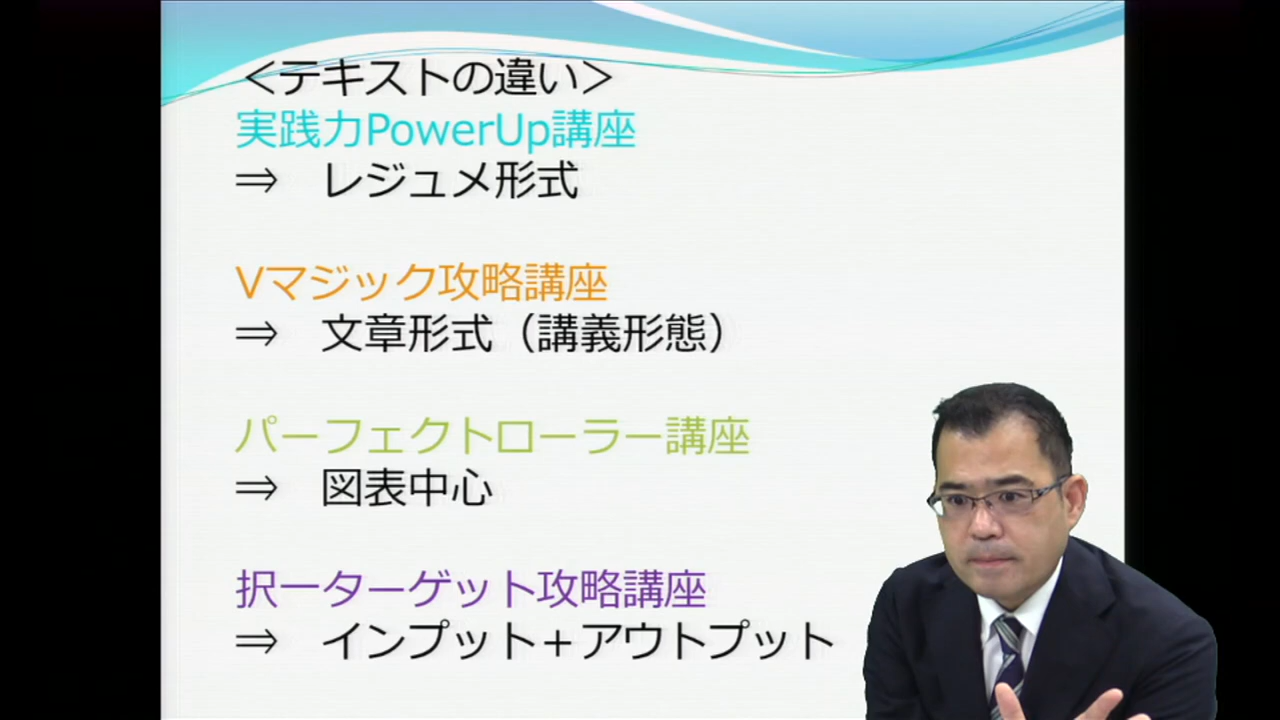 ＜テキストの違い＞
実践力PowerUp講座
⇒　レジュメ形式
Vマジック攻略講座
⇒　文章形式（講義形態）
パーフェクトローラー講座
⇒　図表中心
択一ターゲット攻略講座
⇒　インプット＋アウトプット